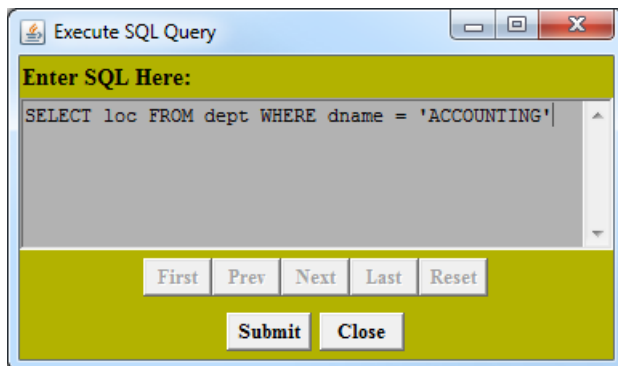 Execute SQL Query
Enter SQL Here:
SELECT loc FROM dept WHERE dname = 'ACCOUNTING'
First Prev Next Last Reset
Submit Close